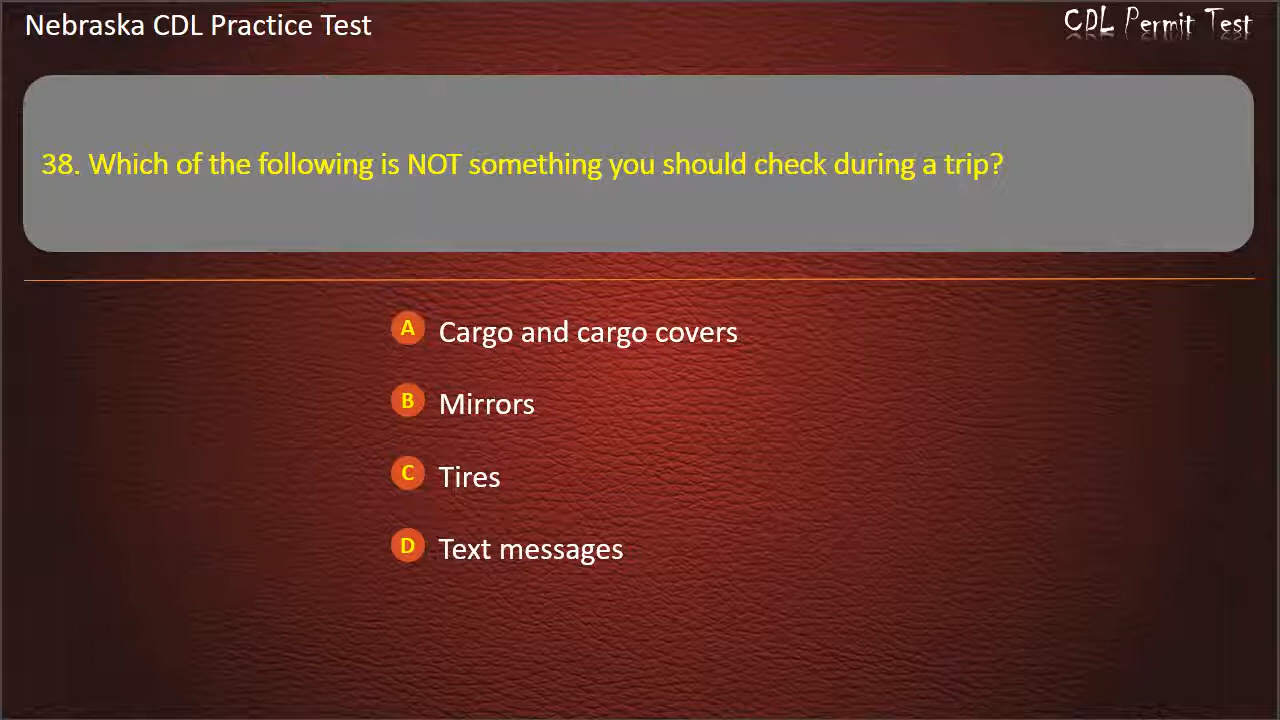 Nebraska CDL Practice Test
CDL Permit Test
38. Which of the following is NOT something you should check during a trip?
A Cargo and cargo covers
B Mirrors
C Tires
D Text messages